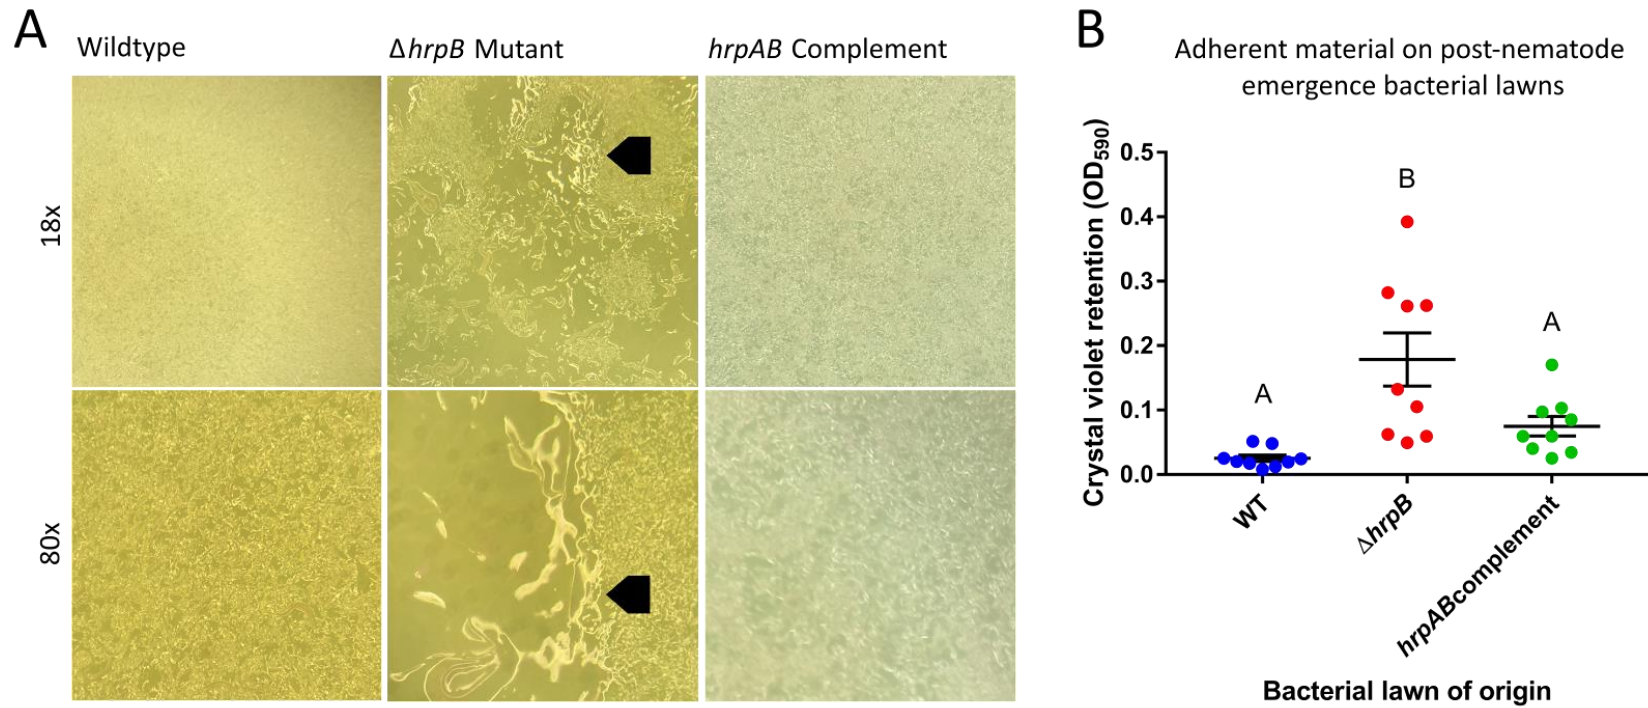 A
Wildtype
ΔhrpB Mutant
hrpAB Complement
18x
80x
B
Adherent material on post-nematode
emergence bacterial lawns
Crystal violet retention (OD590)
0.5
0.4
0.3
0.2
0.1
0.0
A
B
A
WT
ΔhrpB
hrpABcomplement
Bacterial lawn of origin